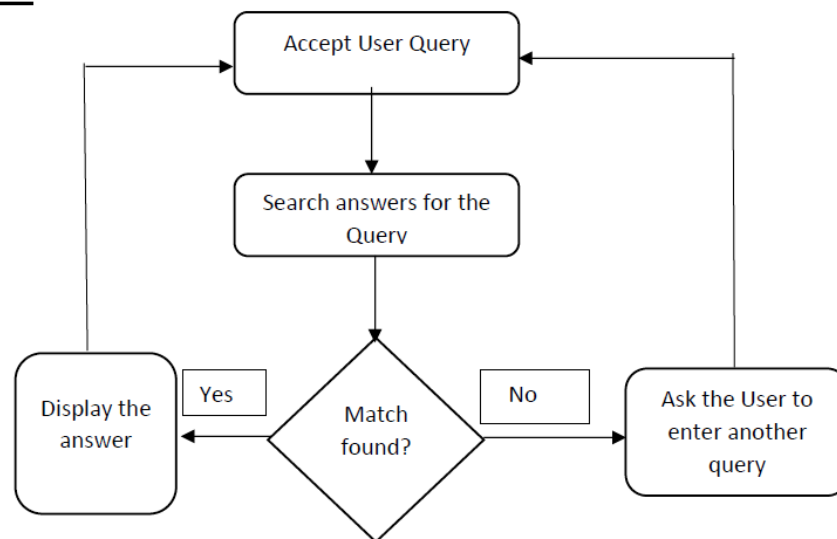 Accept User Query
Search answers for the
Query
Display the
answer
Yes
Match
found?
No
Ask the User to
enter another
query